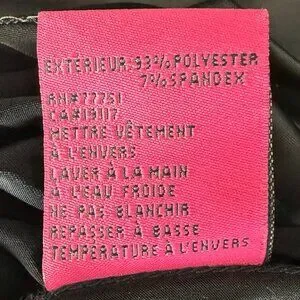 EXTÉRIEUR: 93% POLYESTER
7% SPANDEX
RN#77751
CA#19117
METTRE VÊTEMENT
À L'ENVERS
LAVER À LA MAIN
À L'EAU FROIDE
NE PAS BLANCHIR
REPASSER À BASSE
TEMPÉRATURE À L'ENVERS